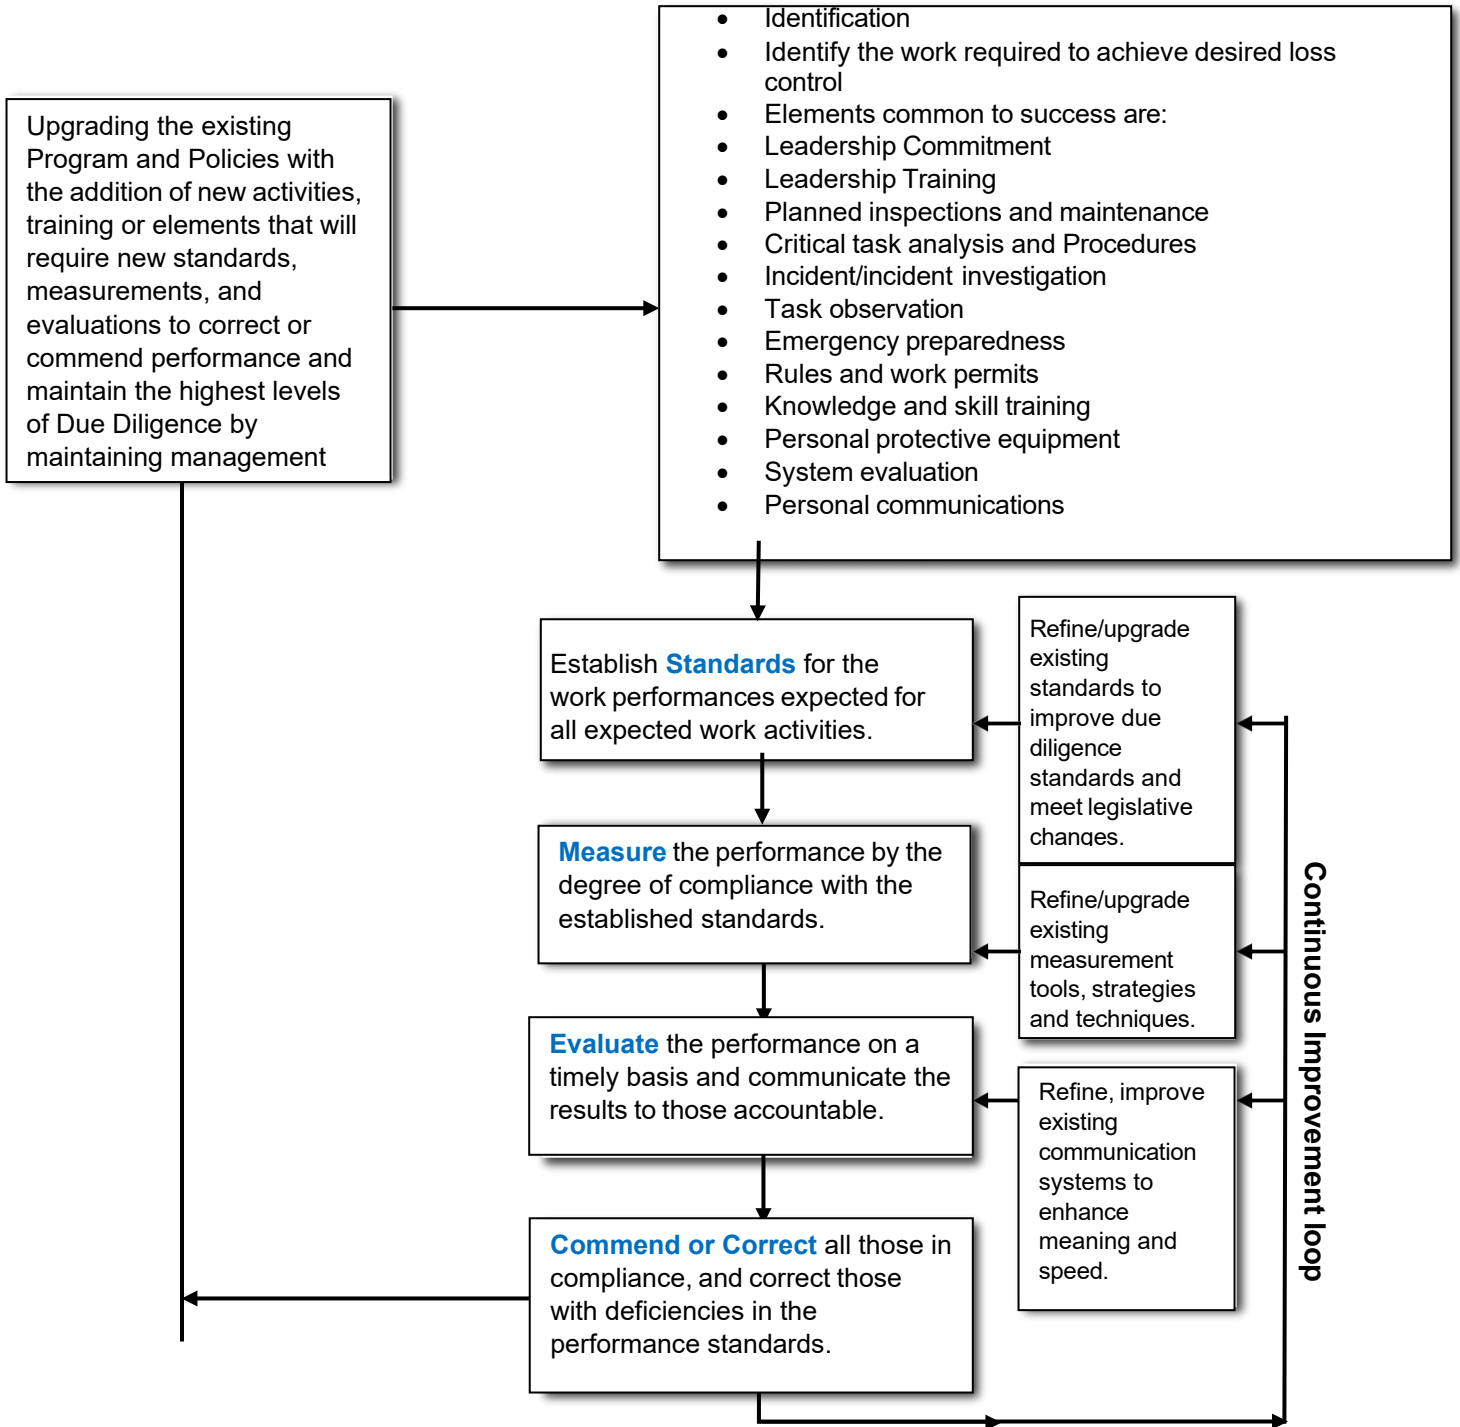 Upgrading the existing
Program and Policies with
the addition of new activities,
training or elements that will
require new standards,
measurements, and
evaluations to correct or
commend performance and
maintain the highest levels
of Due Diligence by
maintaining management
• Identification
• Identify the work required to achieve desired loss
control
• Elements common to success are:
• Leadership Commitment
• Leadership Training
• Planned inspections and maintenance
• Critical task analysis and Procedures
• Incident/incident investigation
• Task observation
• Emergency preparedness
• Rules and work permits
• Knowledge and skill training
• Personal protective equipment
• System evaluation
• Personal communications
Establish Standards for the
work performances expected for
all expected work activities.
Refine/upgrade
existing
standards to
improve due
diligence
standards and
meet legislative
changes.
Measure the performance by the
degree of compliance with the
established standards.
Refine/upgrade
existing
measurement
tools, strategies
and techniques.
Evaluate the performance on a
timely basis and communicate the
results to those accountable.
Refine, improve
existing
communication
systems to
enhance
meaning and
speed.
Commend or Correct all those in
compliance, and correct those
with deficiencies in the
performance standards.
Continuous Improvement loop